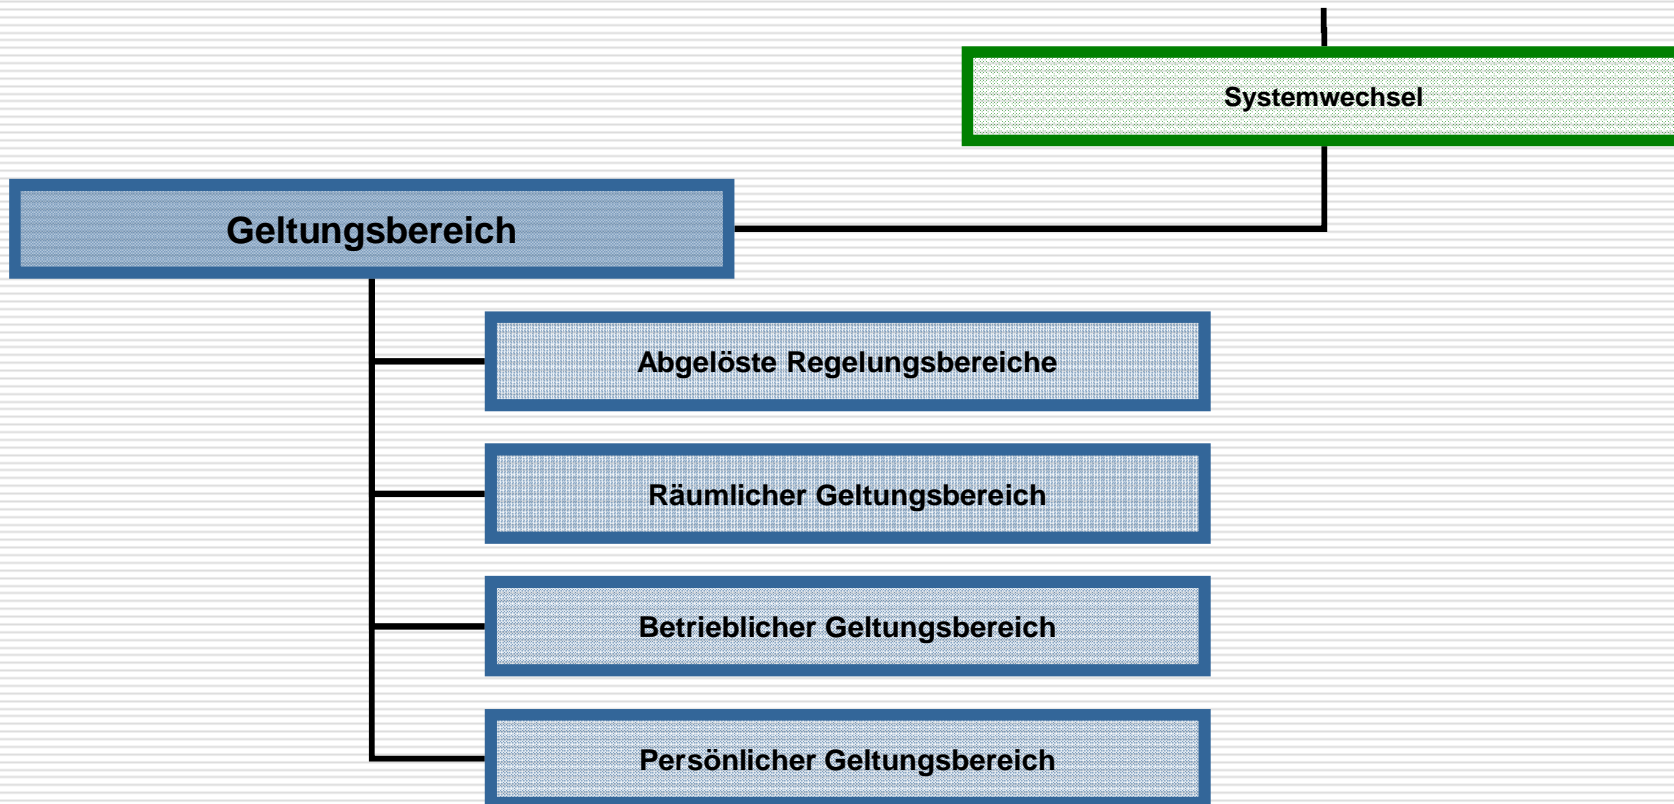 Systemwechsel
Geltungsbereich
Abgelöste Regelungsbereiche
Räumlicher Geltungsbereich
Betrieblicher Geltungsbereich
Persönlicher Geltungsbereich